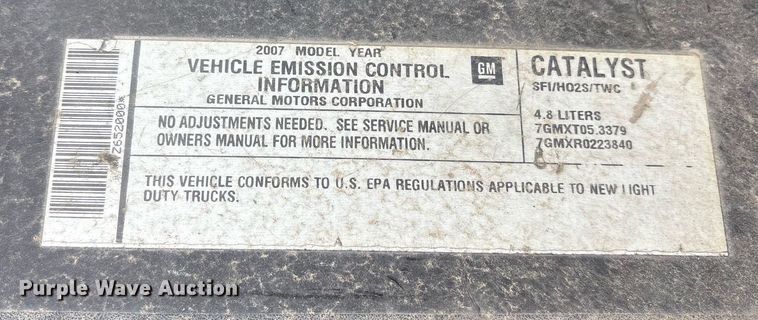 Z652000*
2007 MODEL YEAR
VEHICLE EMISSION CONTROL
INFORMATION
GENERAL MOTORS CORPORATION
GM
NO ADJUSTMENTS NEEDED. SEE SERVICE MANUAL OR
OWNERS MANUAL FOR MORE INFORMATION.
CATALYST
SFI/HO2S/TWC
4.8 LITERS
7GMXT05.3379
7GMXR0223840
THIS VEHICLE CONFORMS TO U.S. EPA REGULATIONS APPLICABLE TO NEW LIGHT
DUTY TRUCKS.
Purple Wave Auction